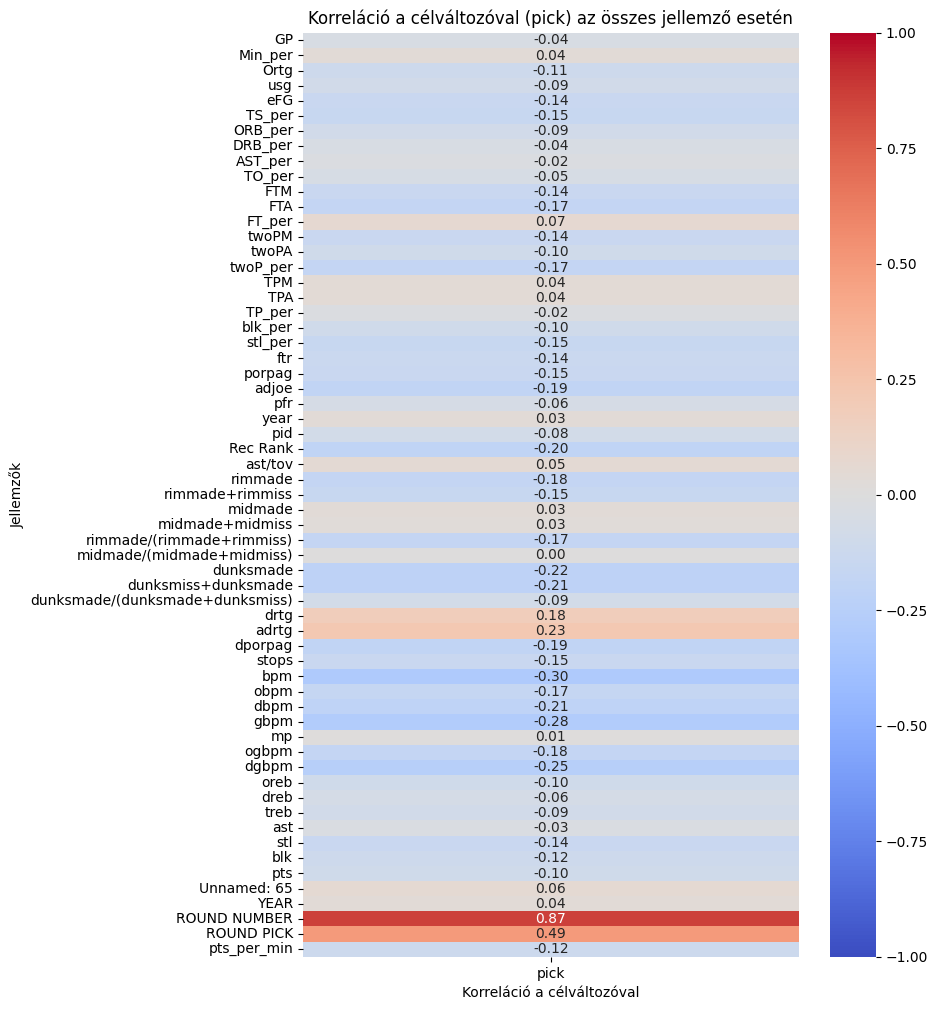 Korreláció a célváltozóval (pick) az összes jellemző esetén
GP -0.04
Min_per 0.04
Ortg -0.11
usg -0.09
eFG -0.14
TS_per -0.15
ORB_per -0.09
DRB_per -0.04
AST_per -0.02
TO_per -0.05
FTM -0.14
FTA -0.17
FT_per 0.07
twoPM -0.14
twoPA -0.10
twoP_per -0.17
TPM 0.04
TPA 0.04
TP_per -0.02
blk_per -0.10
stl_per -0.15
ftr -0.14
porpag -0.15
adjoe -0.19
pfr -0.06
year 0.03
pid -0.08
Rec Rank -0.20
ast/tov 0.05
rimmade -0.18
rimmade+rimmiss -0.15
midmade 0.03
midmade+midmiss 0.03
rimmade/(rimmade+rimmiss) -0.17
midmade/(midmade+midmiss) 0.00
dunksmade -0.22
dunksmiss+dunksmade -0.21
dunksmade/(dunksmade+dunksmiss) -0.09
drtg 0.18
adrtg 0.23
dporpag -0.19
stops -0.15
bpm -0.30
obpm -0.17
dbpm -0.21
gbpm -0.28
mp 0.01
ogbpm -0.18
dgbpm -0.25
oreb -0.10
dreb -0.06
treb -0.09
ast -0.03
stl -0.14
blk -0.12
pts -0.10
Unnamed: 65 0.06
YEAR 0.04
ROUND NUMBER 0.87
ROUND PICK 0.49
pts_per_min -0.12
pick
Korreláció a célváltozóval
Jellemzők
1.00
0.75
0.50
0.25
0.00
−0.25
−0.50
−0.75
−1.00